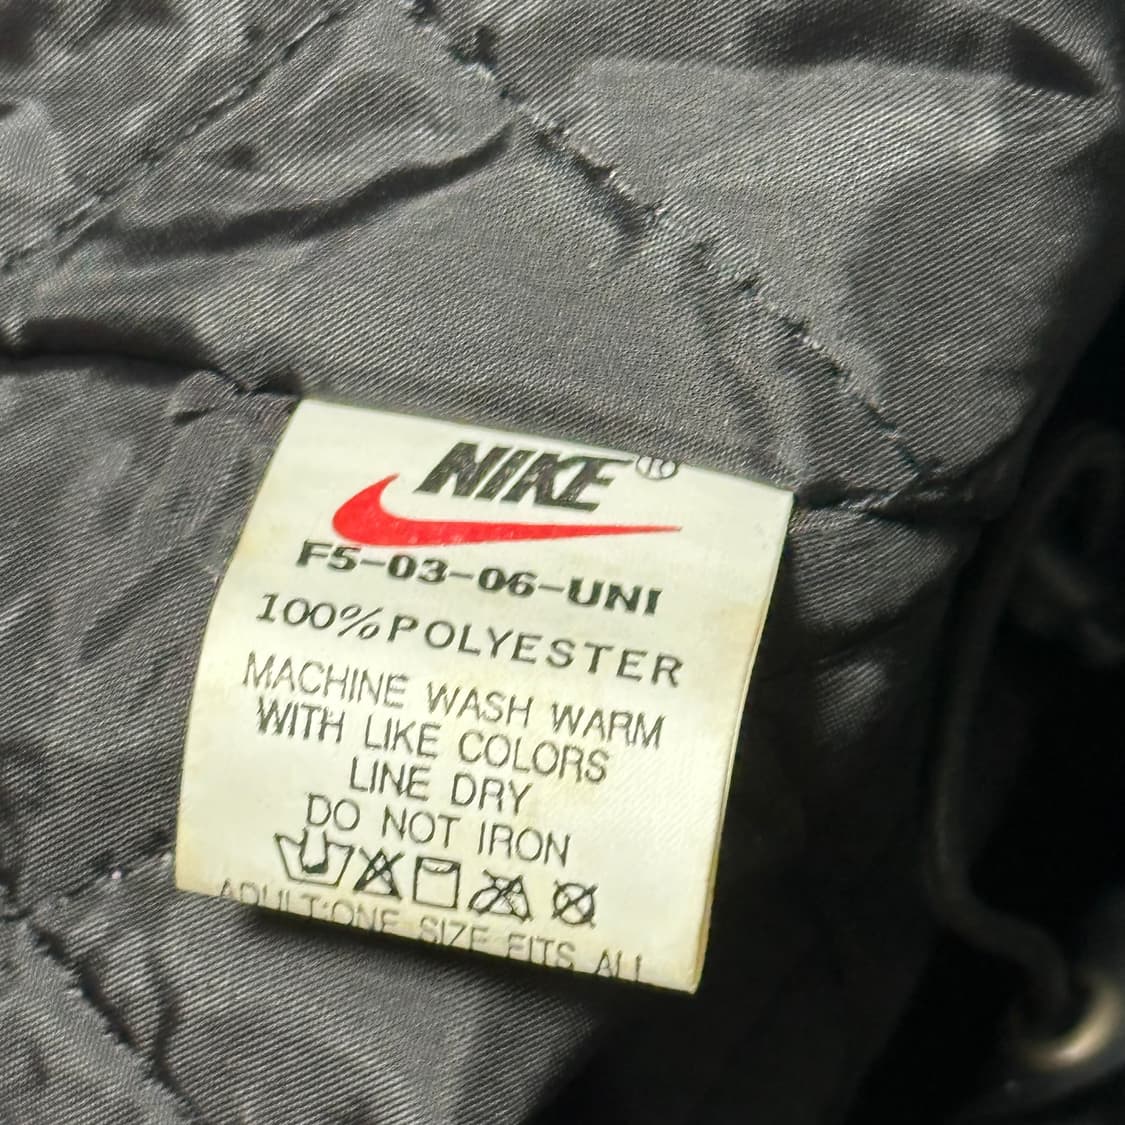 NIKE®
F5-03-06-UNI
100%POLYESTER
MACHINE WASH WARM
WITH LIKE COLORS
LINE DRY
DO NOT IRON
ADULT:ONE SIZE FITS ALL